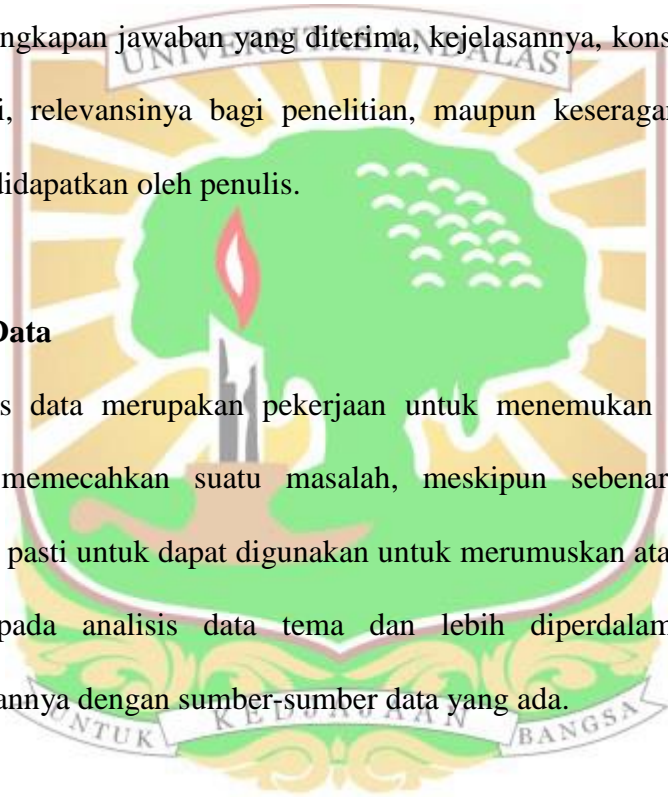 UNIVERSITAS ANDALAS
ngkapan jawaban yang diterima, kejelasannya, kons
i, relevansinya bagi penelitian, maupun keseragar
didapatkan oleh penulis.
Data
s data merupakan pekerjaan untuk menemukan
memecahkan suatu masalah, meskipun sebenar
pasti untuk dapat digunakan untuk merumuskan ata
pada analisis data tema dan lebih diperdalam
annya dengan sumber-sumber data yang ada.
UNTUK KEDJAJAAN BANGSA